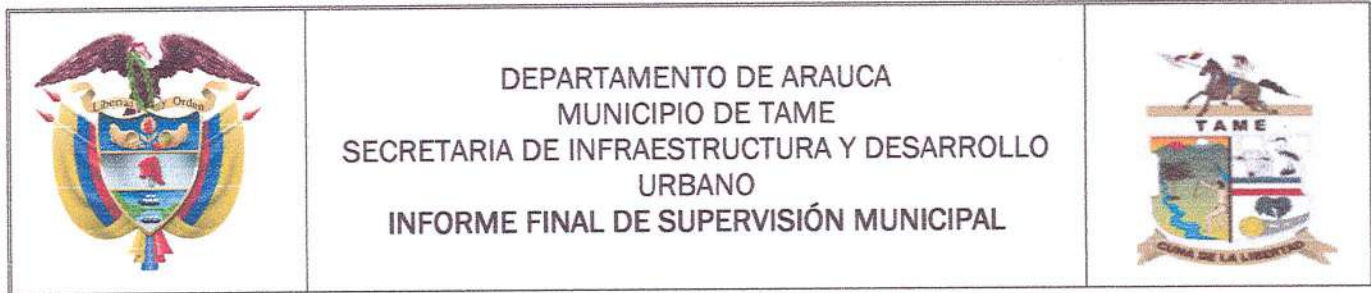 Libertad y Orden
DEPARTAMENTO DE ARAUCA
MUNICIPIO DE TAME
SECRETARIA DE INFRAESTRUCTURA Y DESARROLLO
URBANO
INFORME FINAL DE SUPERVISIÓN MUNICIPAL
TAME
CUNA DE LA LIBERTAD